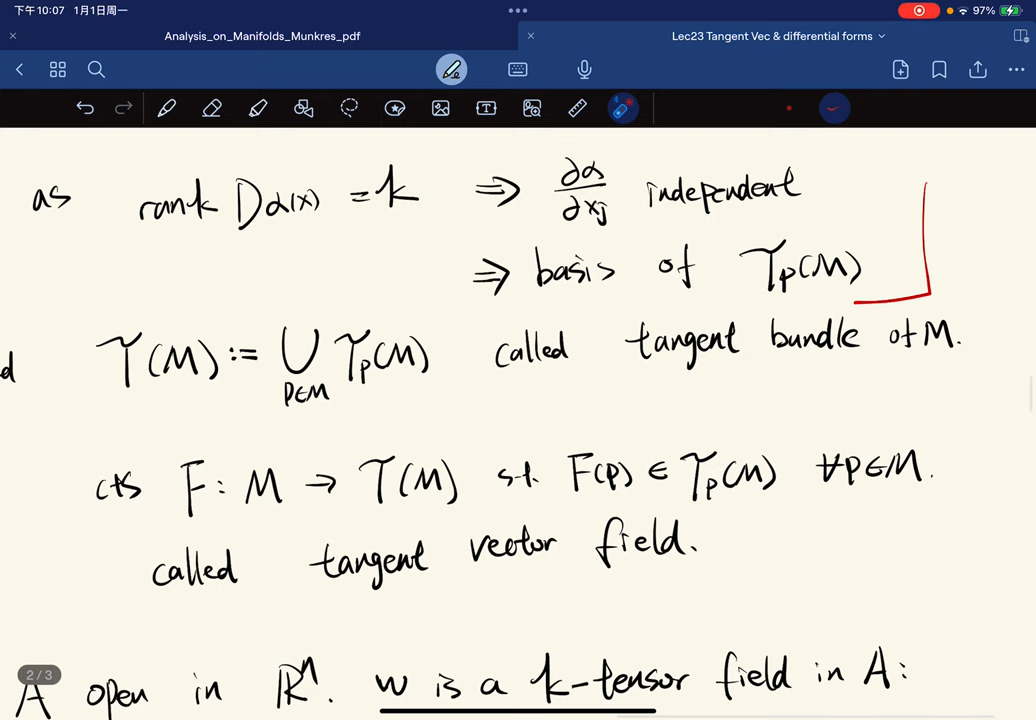 下午10:07 1月1日周一
97%
Analysis_on_Manifolds_Munkres_pdf
Lec23 Tangent Vec & differential forms
as rank Dα(x) = k ⇒ ∂α/∂xj independent
⇒ basis of Tp(M)
d T(M) := ∪ Tp(M) called tangent bundle of M.
p∈M
cts F: M → T(M) s.t. F(p) ∈ Tp(M) ∀p∈M.
called tangent vector field.
2/3
A open in Rⁿ. w is a k-tensor field in A: